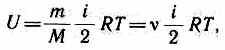 U = m/M i/2 RT = ν i/2 RT,